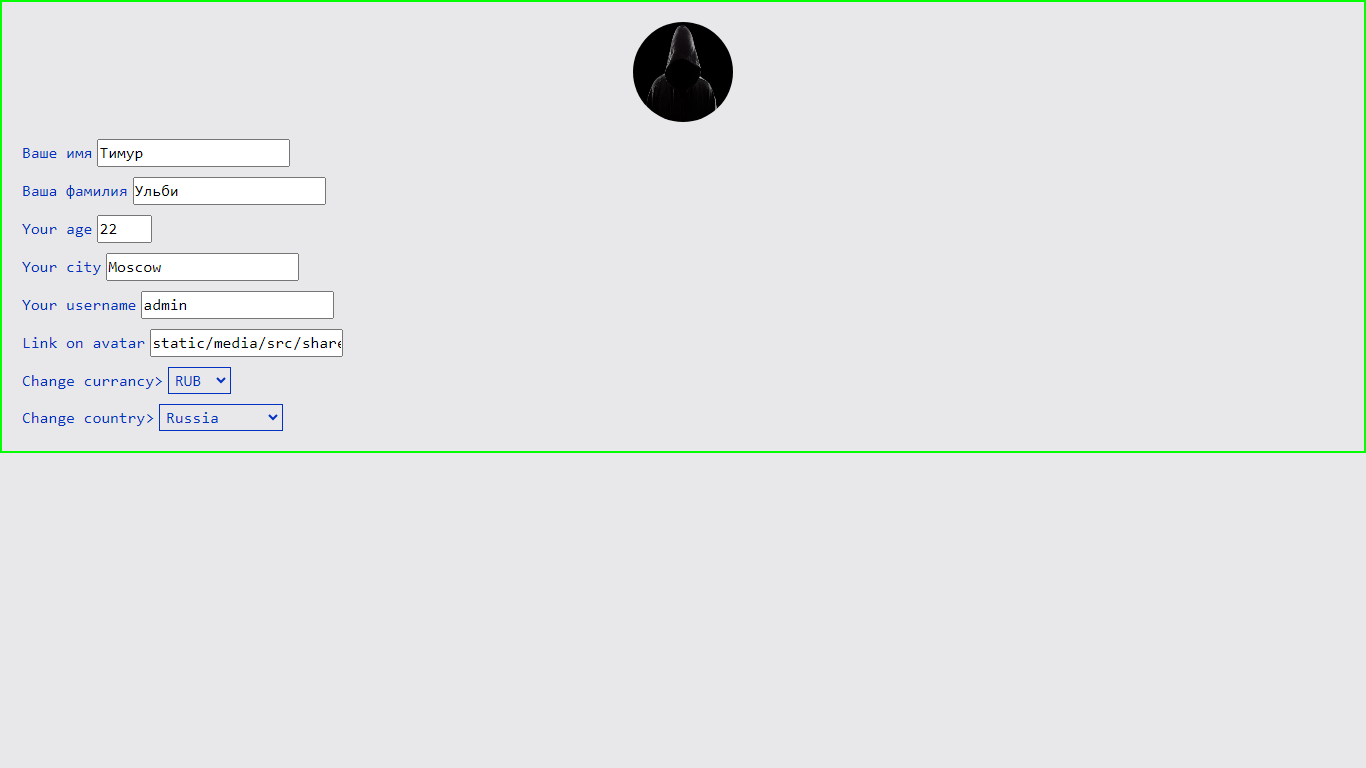 Ваше имя Тимур
Ваша фамилия Ульби
Your age 22
Your city Moscow
Your username admin
Link on avatar static/media/src/share
Change currancy> RUB
Change country> Russia